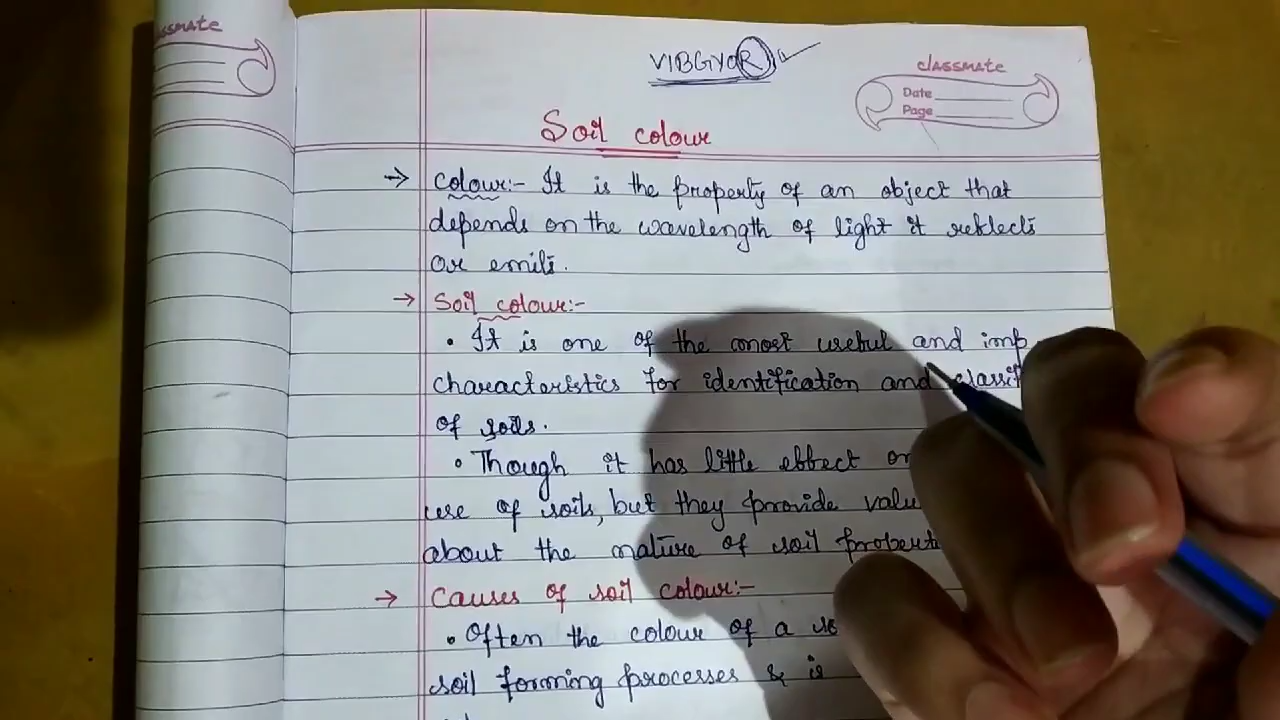 assmate
VIBGYOR
classmate
Date
Page
Soil colour
→ Colour:- It is the property of an object that
depends on the wavelength of light it reflects
or emits.
→ Soil colour:-
• It is one of the most useful and imp
characteristics for identification and classif
of soils.
• Though it has little effect on
use of soils, but they provide valu
about the nature of soil propert
→ Causes of soil colour:-
• Often the colour of a so
soil forming processes & is